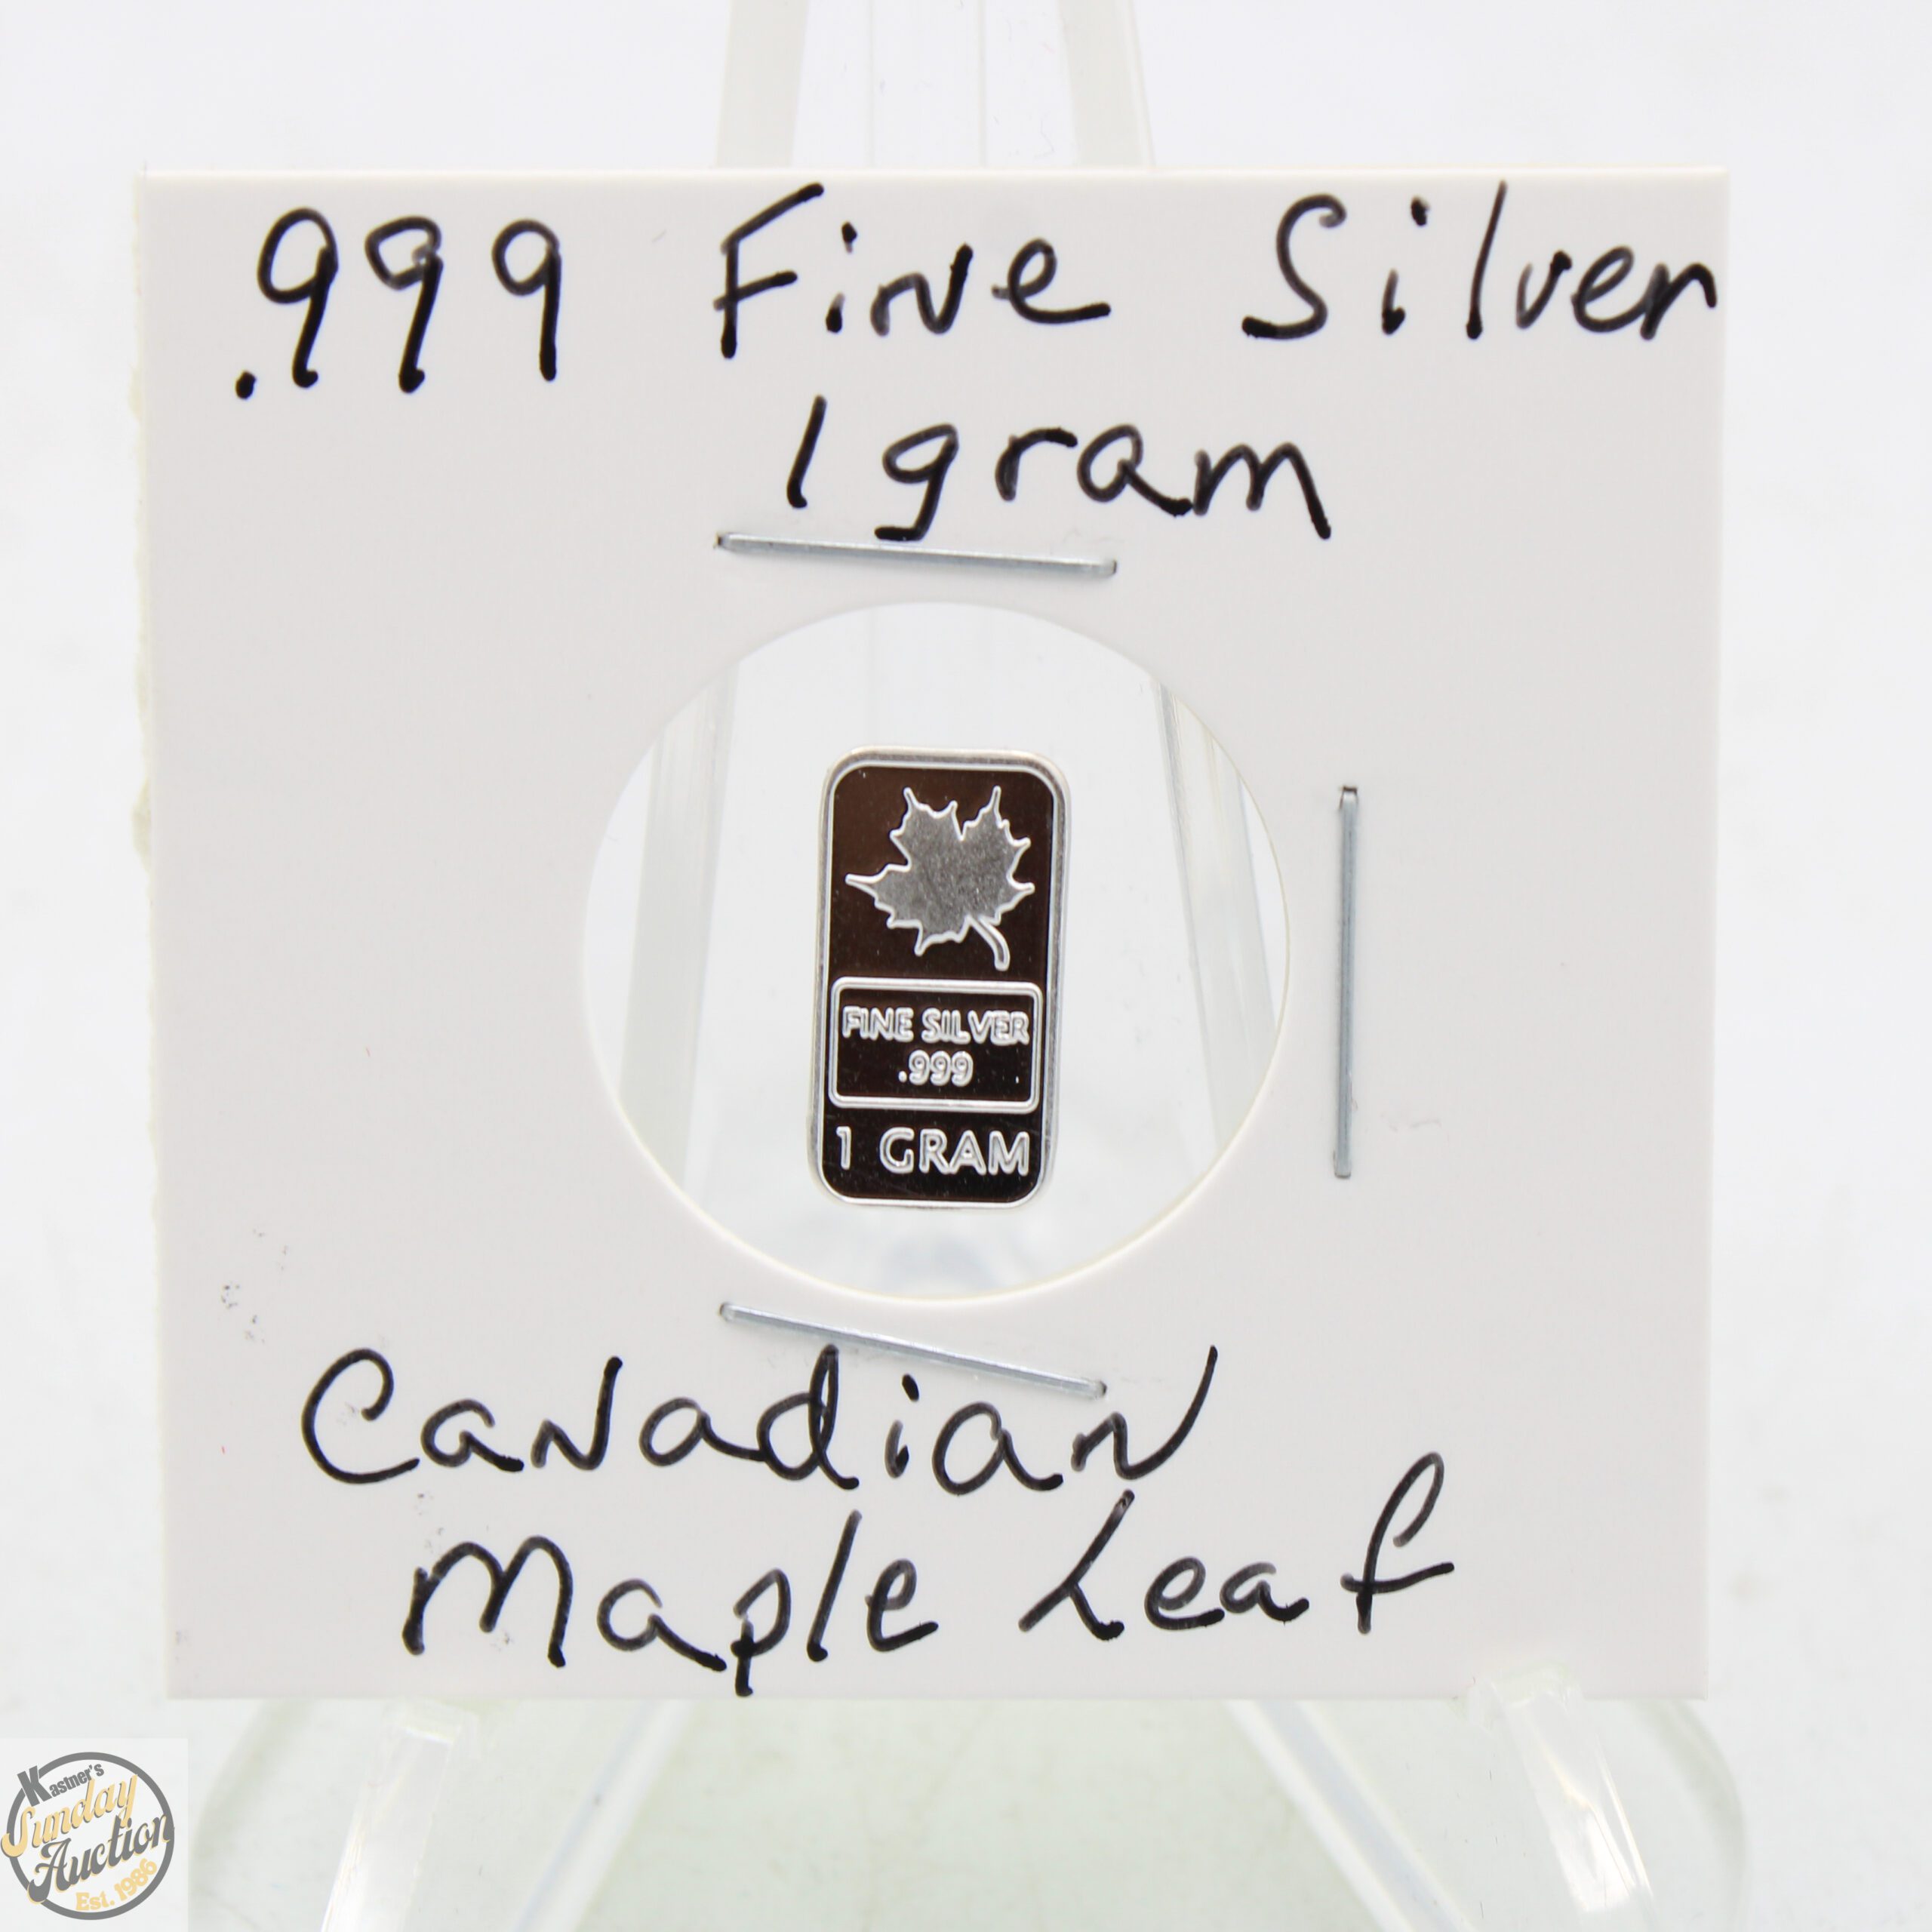 .999 Fine Silver
1 gram
FINE SILVER
.999
1 GRAM
Canadian
Maple Leaf
Kastner's
Sunday
Auction
Est. 1986